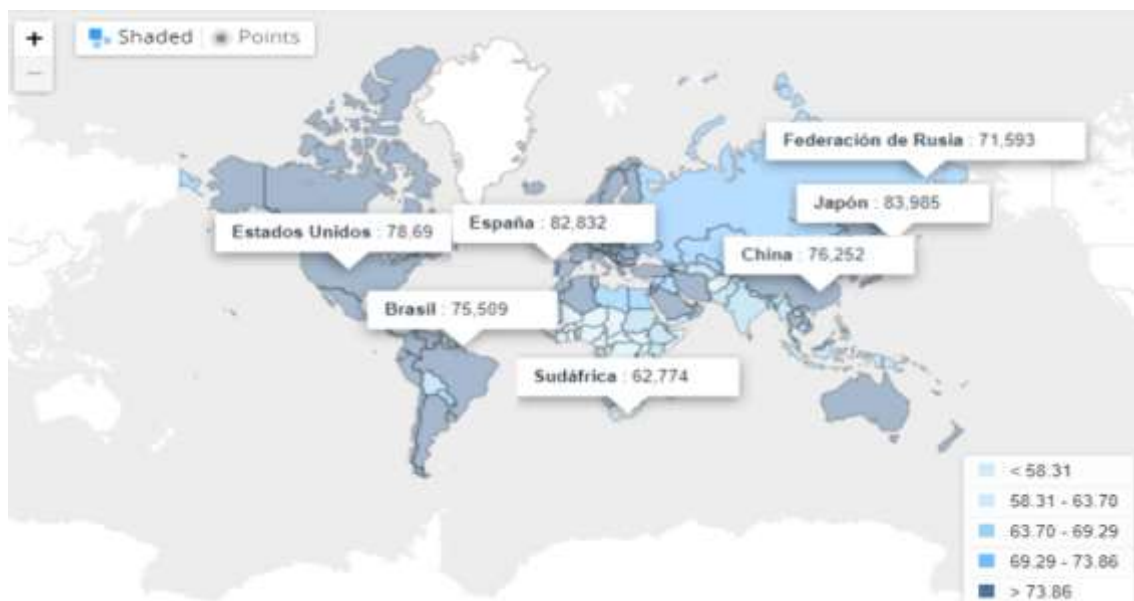 +
Shaded Points
−
Federación de Rusia : 71,593
Japón : 83,985
España : 82,832
Estados Unidos : 78,69
China : 76,252
Brasil : 75,509
Sudáfrica : 62,774
< 58.31
58.31 - 63.70
63.70 - 69.29
69.29 - 73.86
> 73.86